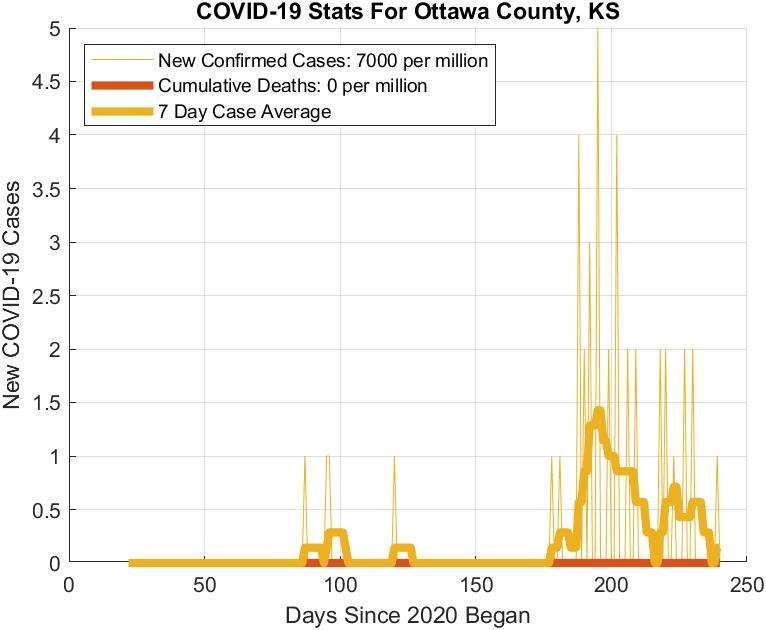 COVID-19 Stats For Ottawa County, KS
New Confirmed Cases: 7000 per million
Cumulative Deaths: 0 per million
7 Day Case Average
New COVID-19 Cases
5
4.5
4
3.5
3
2.5
2
1.5
1
0.5
0
0 50 100 150 200 250
Days Since 2020 Began